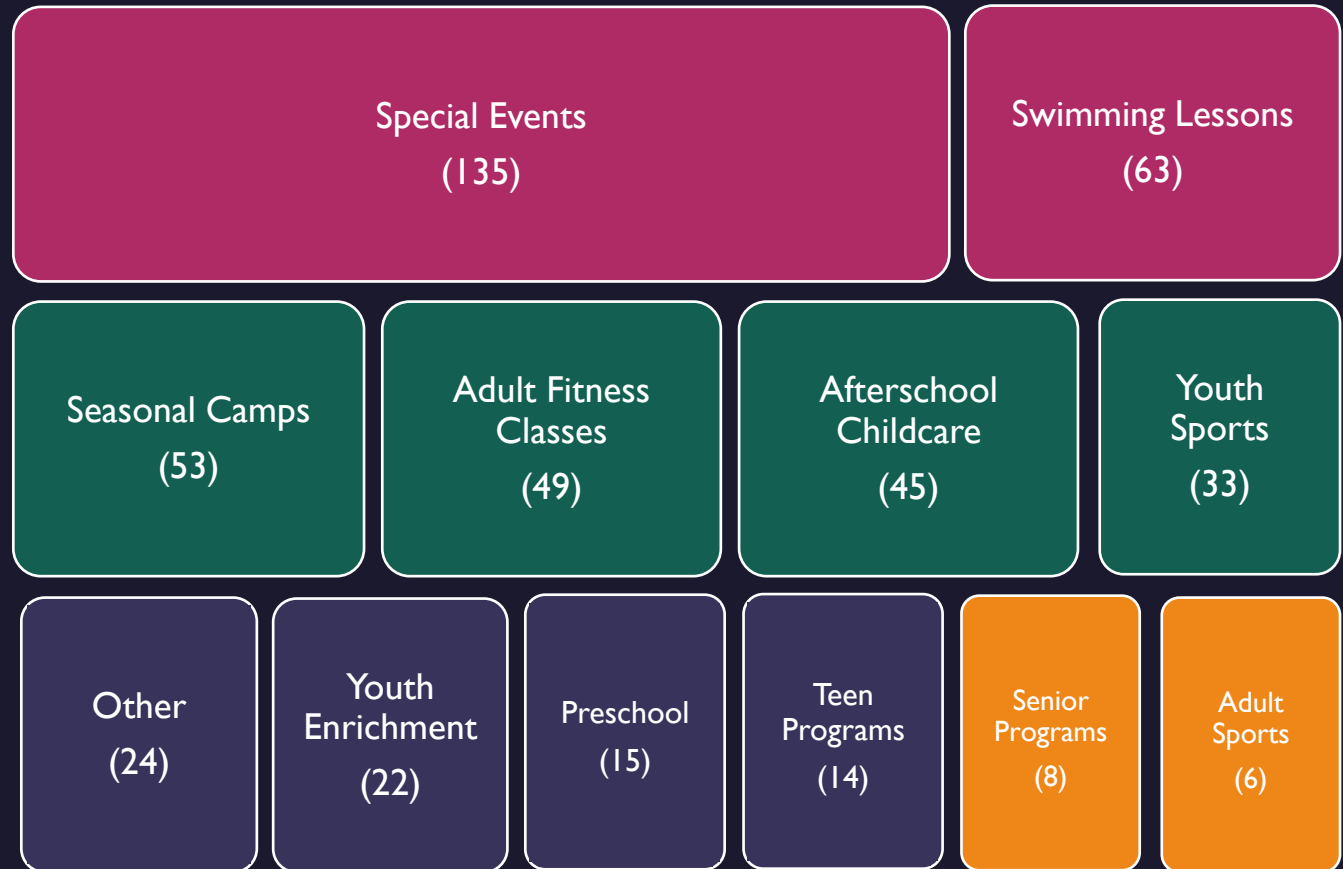 Special Events
(135)
Swimming Lessons
(63)
Seasonal Camps
(53)
Adult Fitness
Classes
(49)
Afterschool
Childcare
(45)
Youth
Sports
(33)
Other
(24)
Youth
Enrichment
(22)
Preschool
(15)
Teen
Programs
(14)
Senior
Programs
(8)
Adult
Sports
(6)